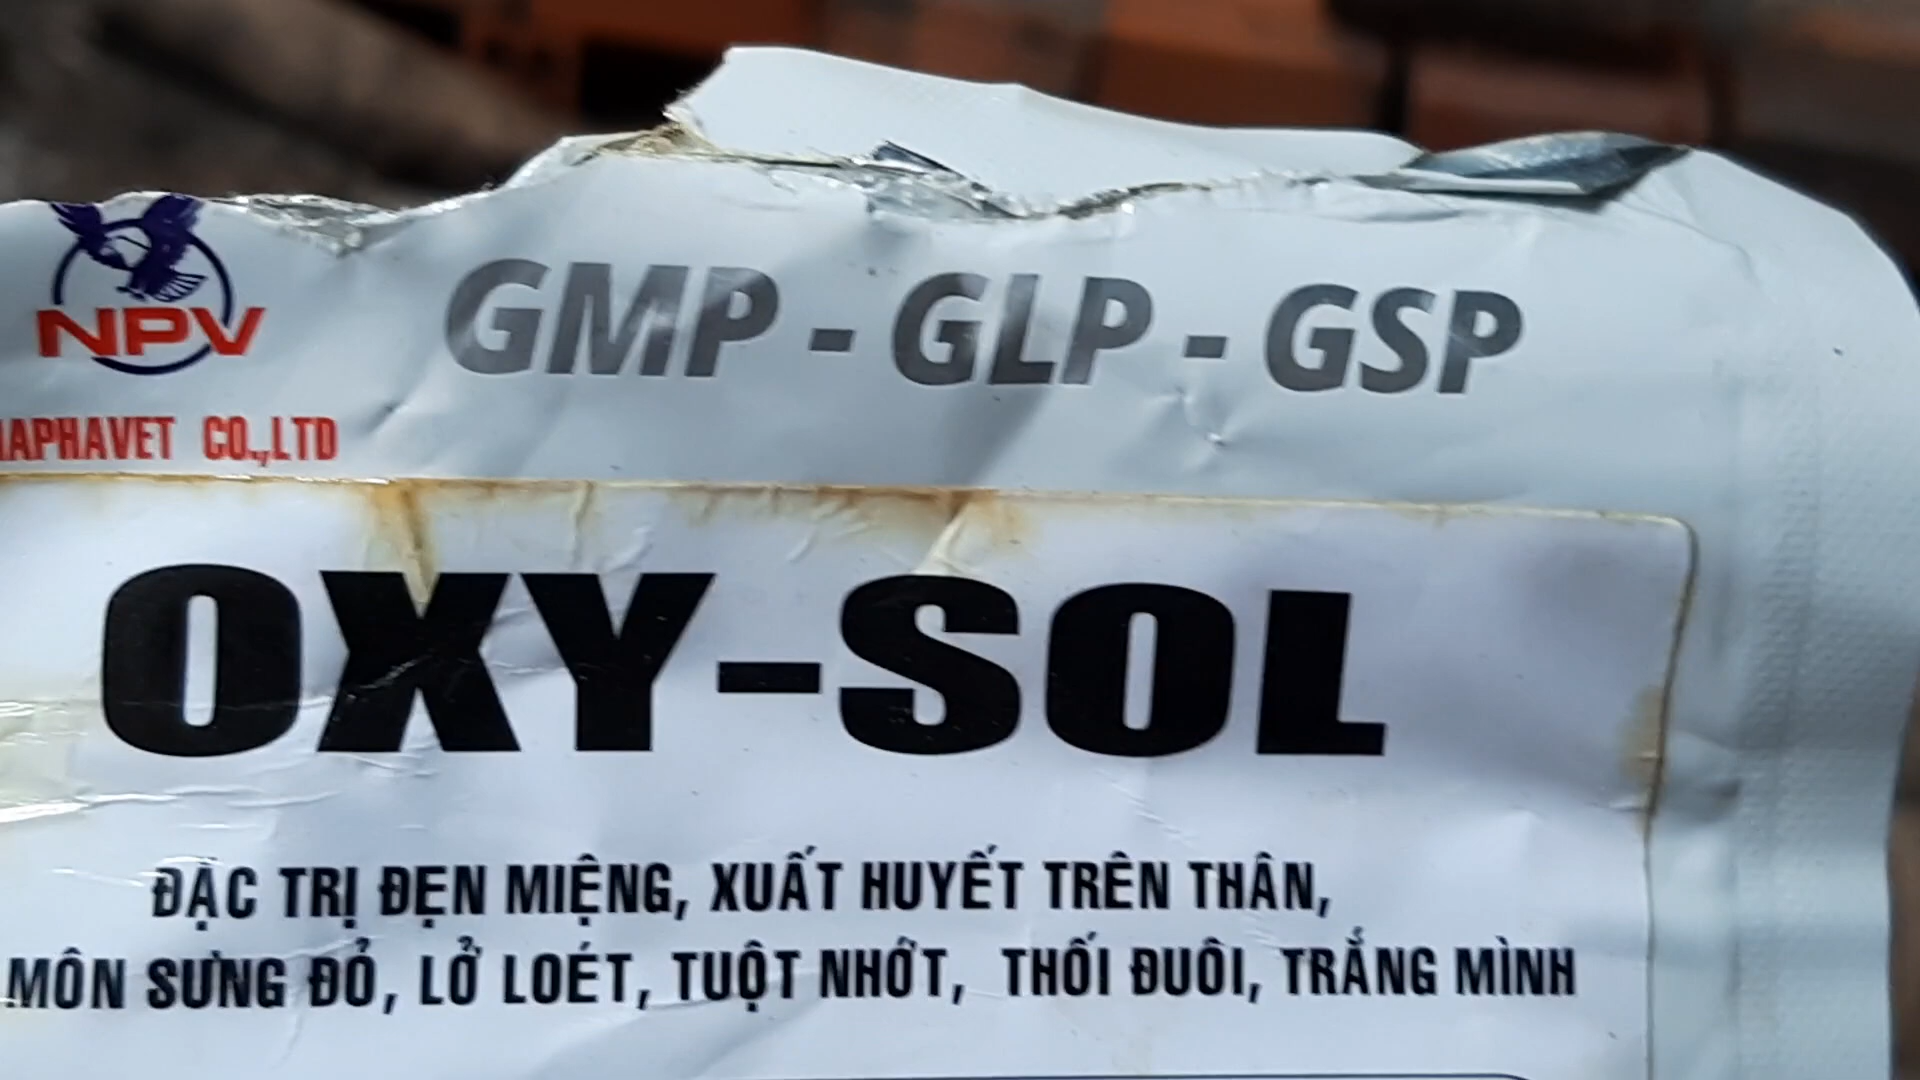 NPV
GMP - GLP - GSP
APHAVET CO.,LTD
OXY-SOL
ĐẶC TRỊ ĐẸN MIỆNG, XUẤT HUYẾT TRÊN THÂN,
MÔN SƯNG ĐỎ, LỞ LOÉT, TUỘT NHỚT, THỐI ĐUÔI, TRẮNG MÌNH